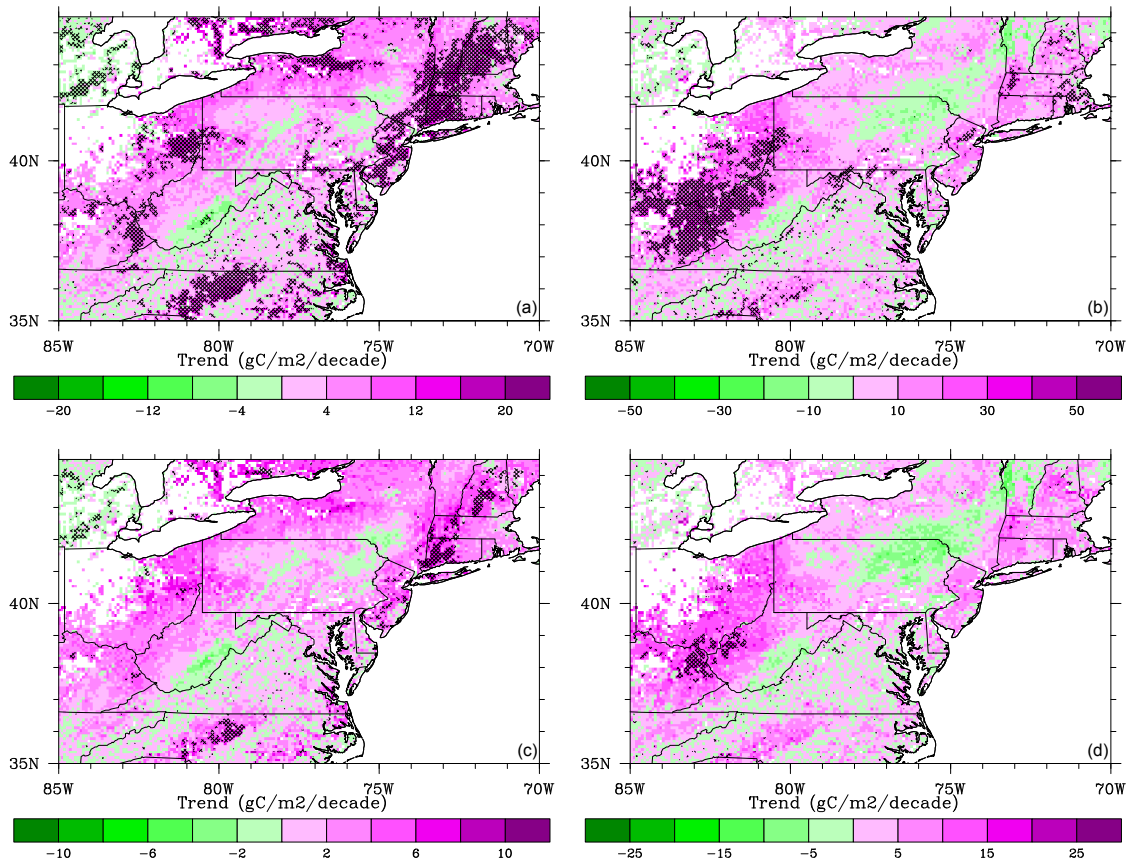 40N
(a)
35N
85W 80W 75W 70W
Trend (gC/m2/decade)
-20 -12 -4 4 12 20
40N
(b)
35N
85W 80W 75W 70W
Trend (gC/m2/decade)
-50 -30 -10 10 30 50
40N
(c)
35N
85W 80W 75W 70W
Trend (gC/m2/decade)
-10 -6 -2 2 6 10
40N
(d)
35N
85W 80W 75W 70W
Trend (gC/m2/decade)
-25 -15 -5 5 15 25